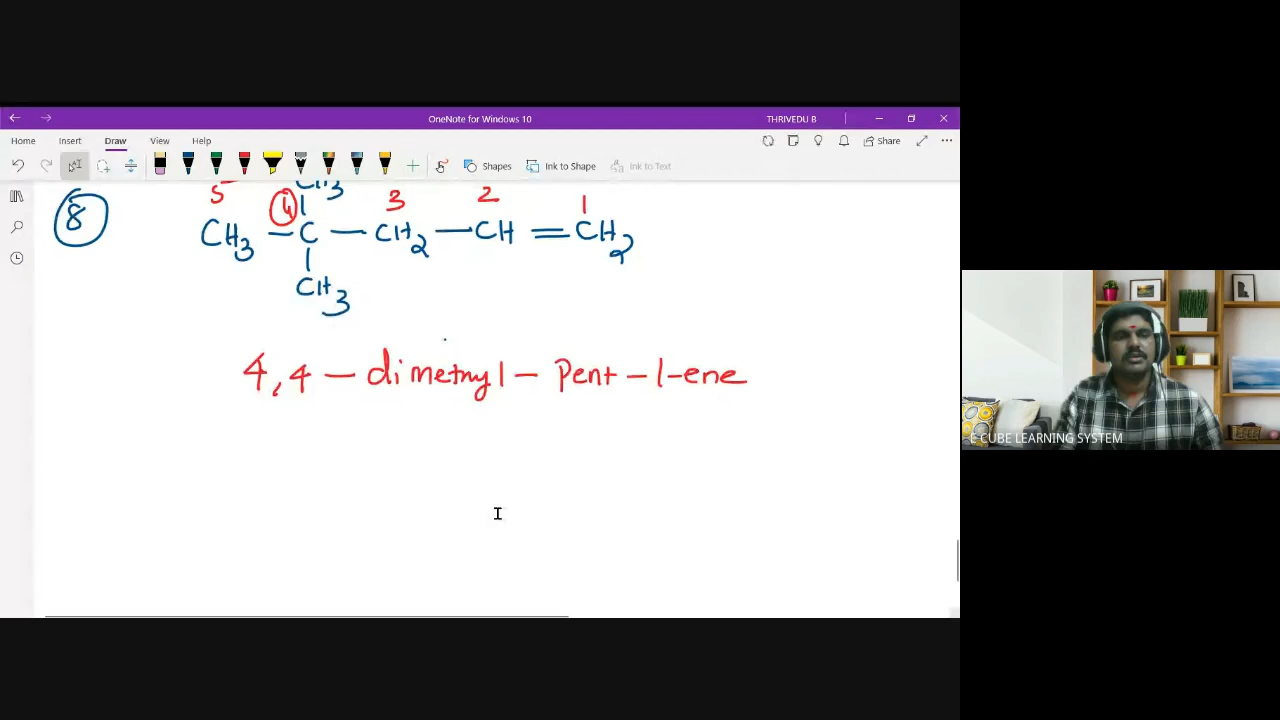 OneNote for Windows 10
THRIVEDU B
Home Insert Draw View Help
Share
Shapes Ink to Shape Ink to Text
CH3
5 4 3 2 1
8
CH3 — C — CH2 — CH = CH2
CH3
4,4 — dimethyl — Pent — 1-ene
E CUBE LEARNING SYSTEM